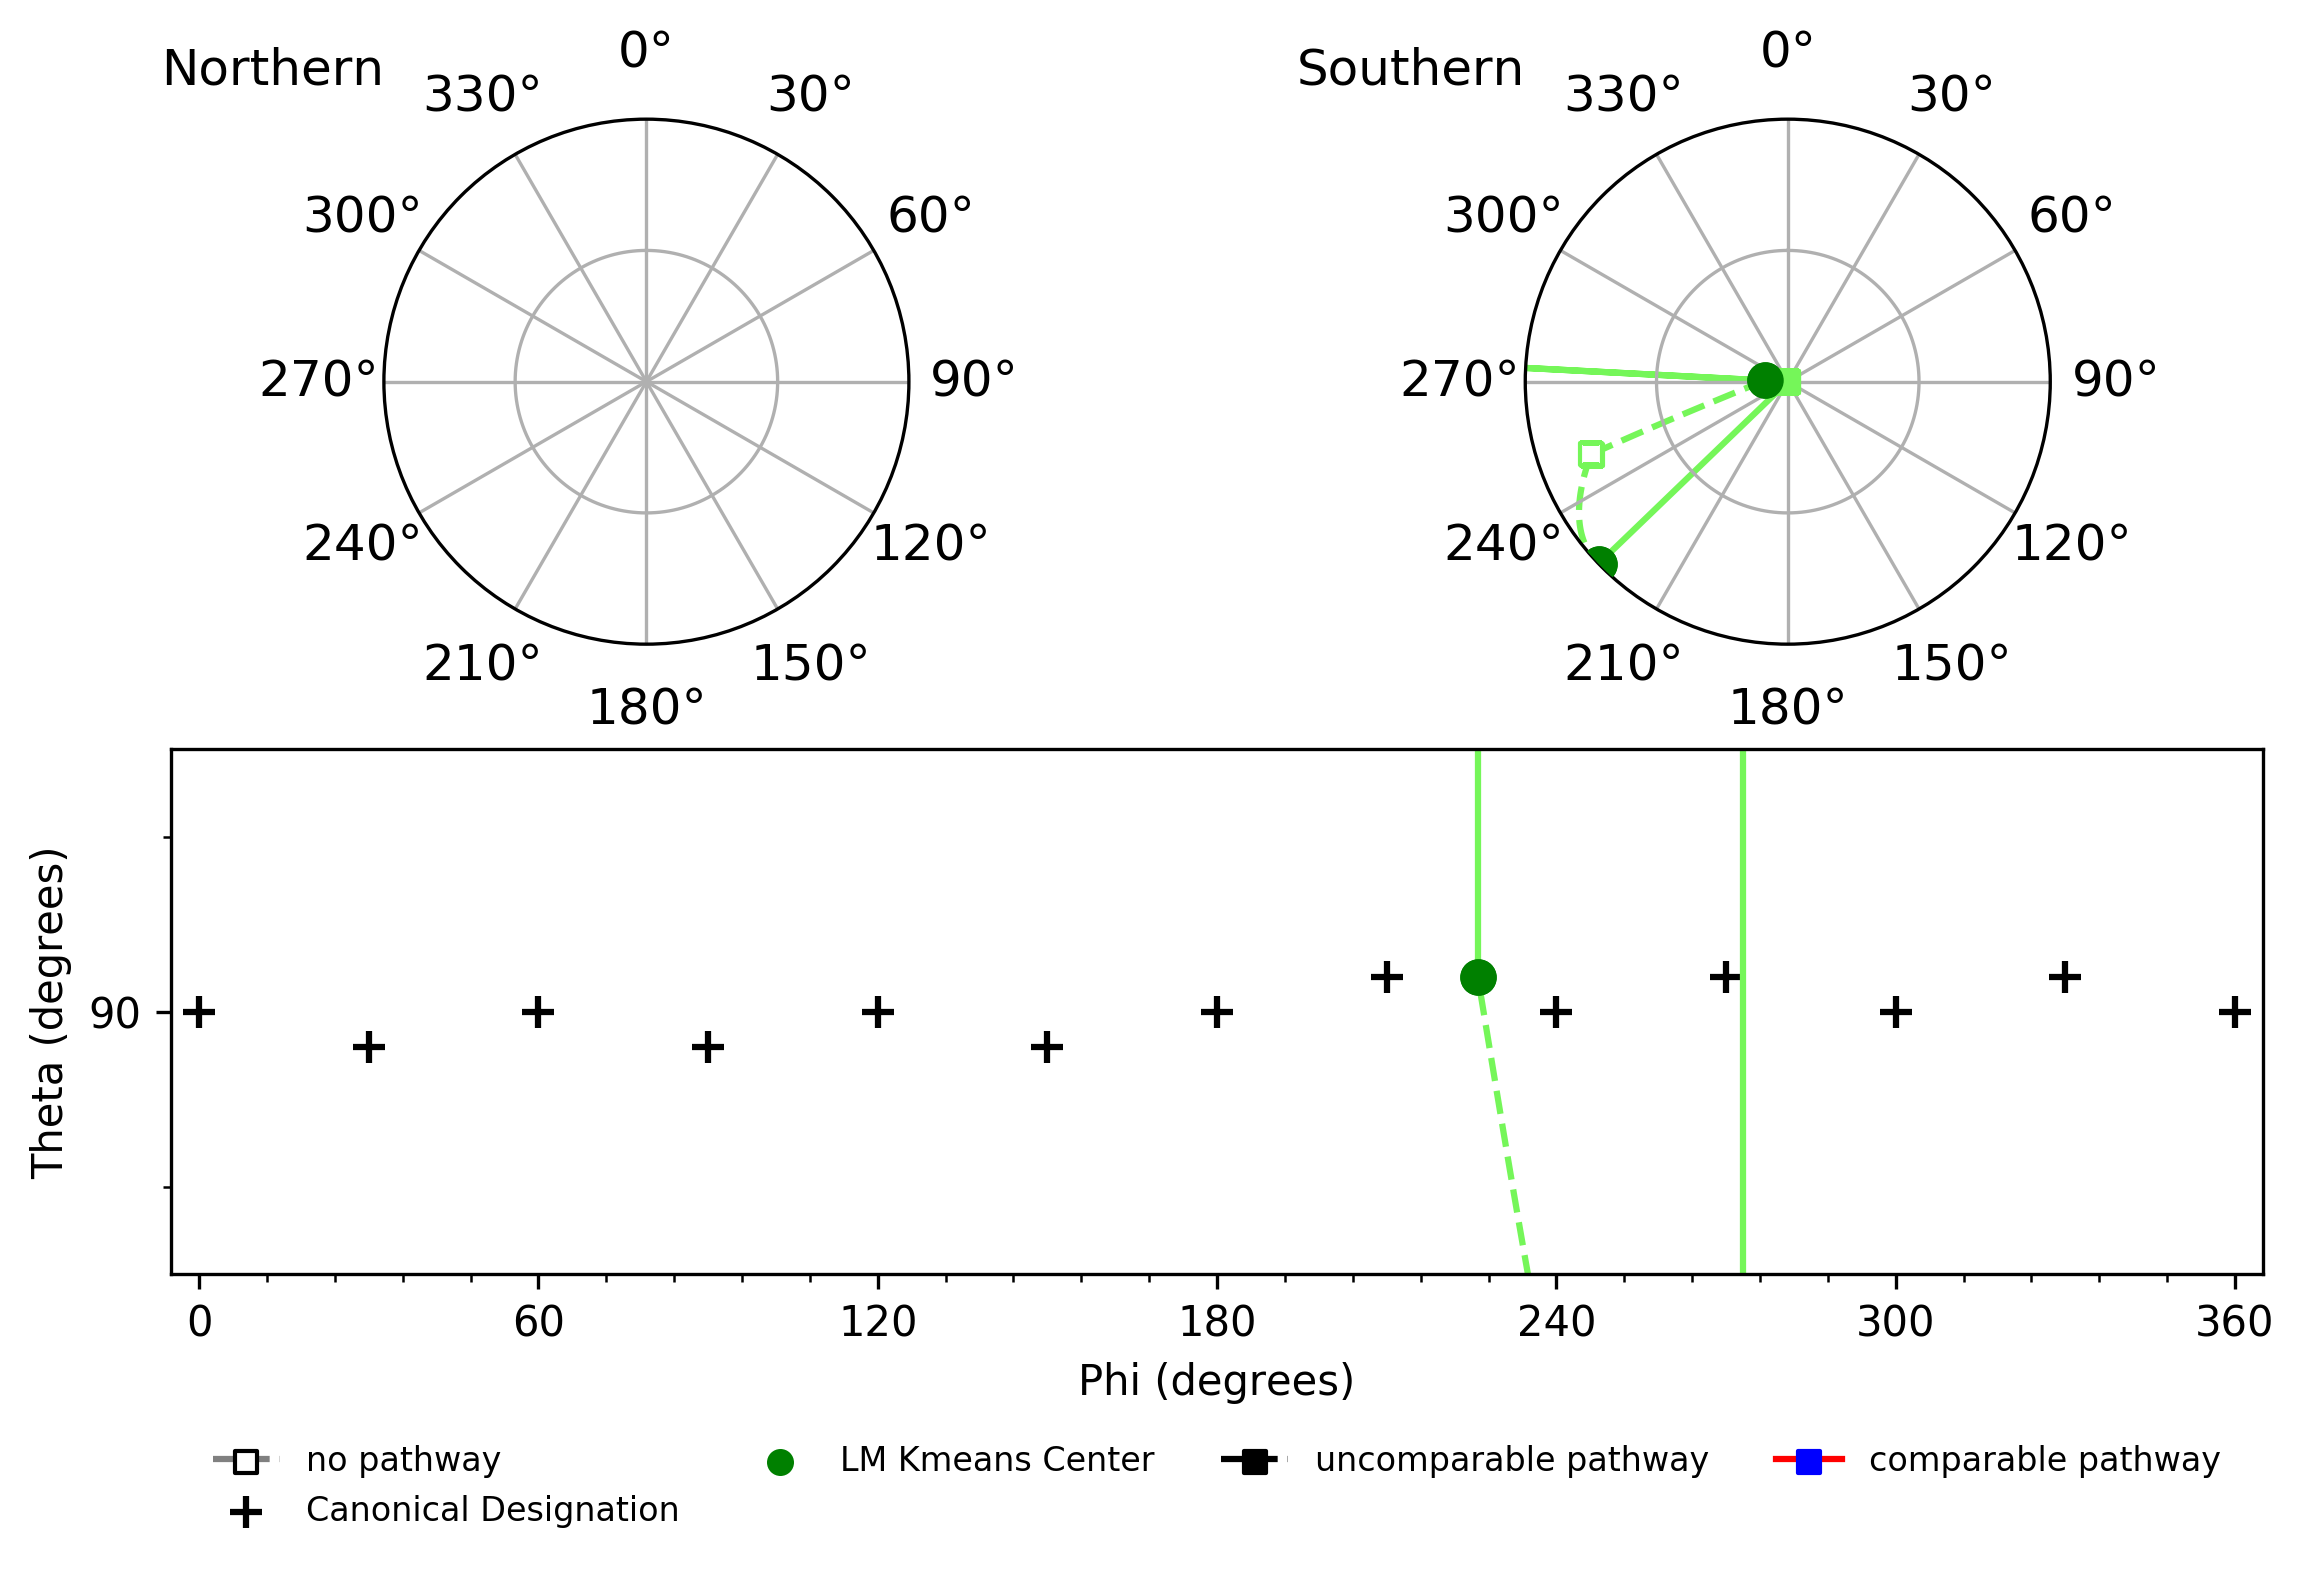 Northern
0°
30°
60°
90°
120°
150°
180°
210°
240°
270°
300°
330°
Southern
0°
30°
60°
90°
120°
150°
180°
210°
240°
270°
300°
330°
Theta (degrees)
90
0 60 120 180 240 300 360
Phi (degrees)
no pathway
Canonical Designation
LM Kmeans Center
uncomparable pathway
comparable pathway